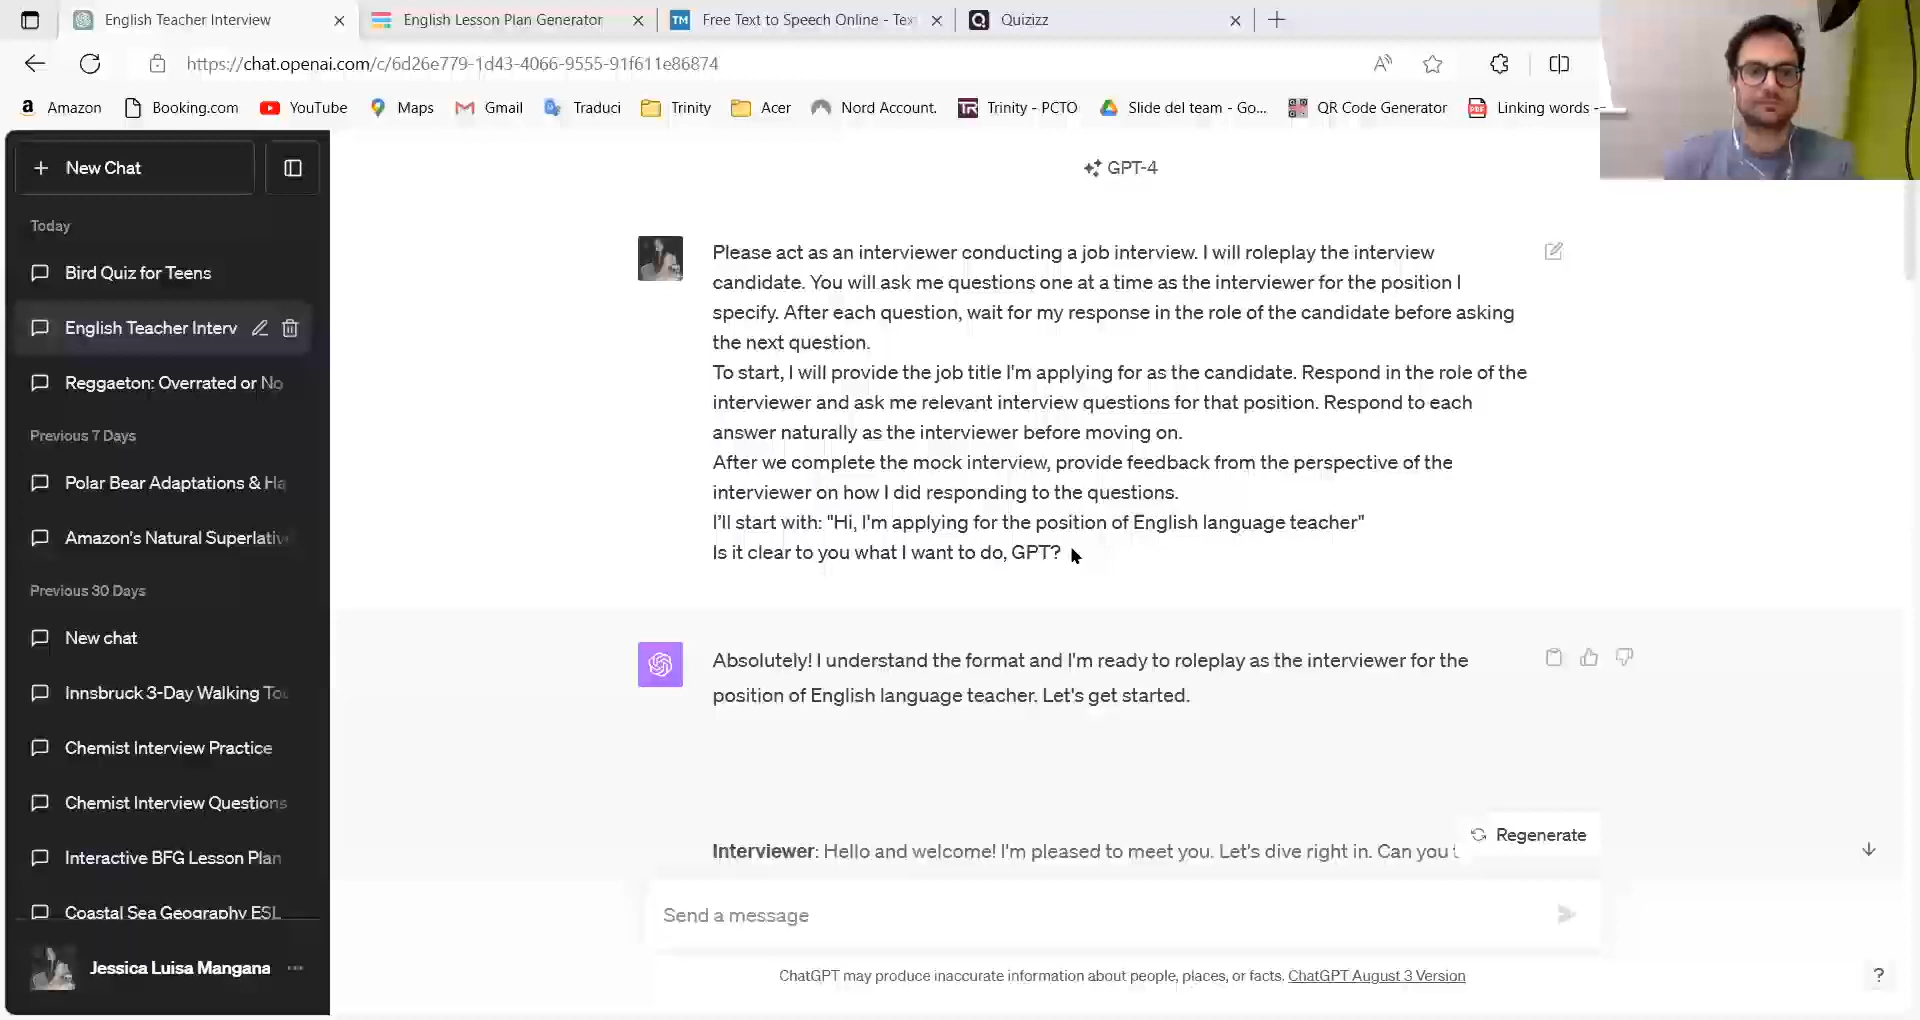 English Teacher Interview
English Lesson Plan Generator
TM Free Text to Speech Online - Tex
Quizizz
https://chat.openai.com/c/6d26e779-1d43-4066-9555-91f611e86874
Amazon
Booking.com
YouTube
Maps
Gmail
Traduci
Trinity
Acer
Nord Account.
TR Trinity - PCTO
Slide del team - Go...
QR Code Generator
PDF Linking words -
New Chat
Today
Bird Quiz for Teens
English Teacher Interv
Reggaeton: Overrated or No
Previous 7 Days
Polar Bear Adaptations & Ha
Amazon's Natural Superlativ
Previous 30 Days
New chat
Innsbruck 3-Day Walking Tou
Chemist Interview Practice
Chemist Interview Questions
Interactive BFG Lesson Plan
Coastal Sea Geography ESL
Jessica Luisa Mangana
GPT-4
Please act as an interviewer conducting a job interview. I will roleplay the interview
candidate. You will ask me questions one at a time as the interviewer for the position I
specify. After each question, wait for my response in the role of the candidate before asking
the next question.
To start, I will provide the job title I'm applying for as the candidate. Respond in the role of the
interviewer and ask me relevant interview questions for that position. Respond to each
answer naturally as the interviewer before moving on.
After we complete the mock interview, provide feedback from the perspective of the
interviewer on how I did responding to the questions.
I’ll start with: "Hi, I'm applying for the position of English language teacher"
Is it clear to you what I want to do, GPT?
Absolutely! I understand the format and I'm ready to roleplay as the interviewer for the
position of English language teacher. Let's get started.
Interviewer: Hello and welcome! I'm pleased to meet you. Let's dive right in. Can you t
Regenerate
Send a message
ChatGPT may produce inaccurate information about people, places, or facts. ChatGPT August 3 Version
?